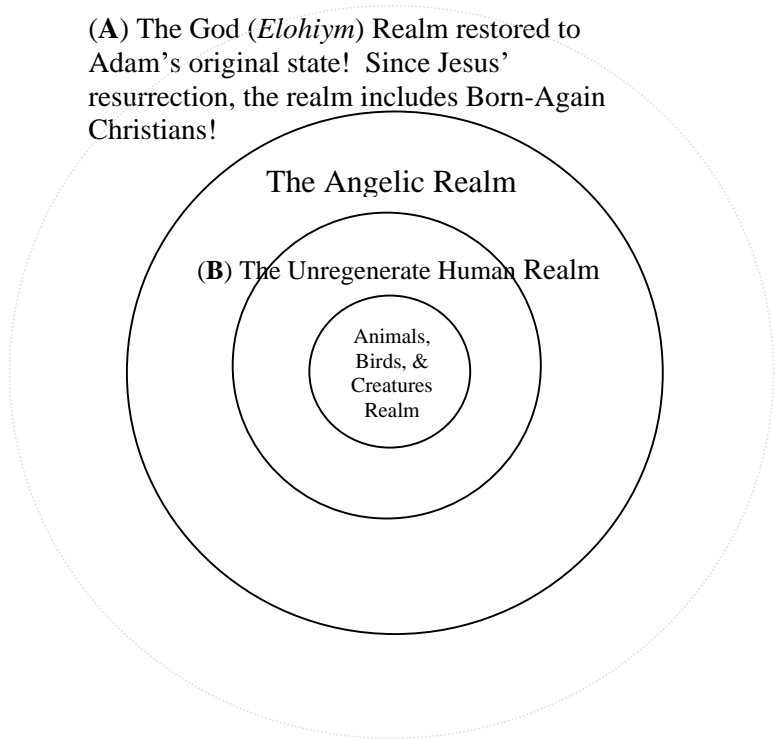 (A) The God (Elohiym) Realm restored to
Adam’s original state!  Since Jesus’
resurrection, the realm includes Born-Again
Christians!
The Angelic Realm
(B) The Unregenerate Human Realm
Animals,
Birds, &
Creatures
Realm